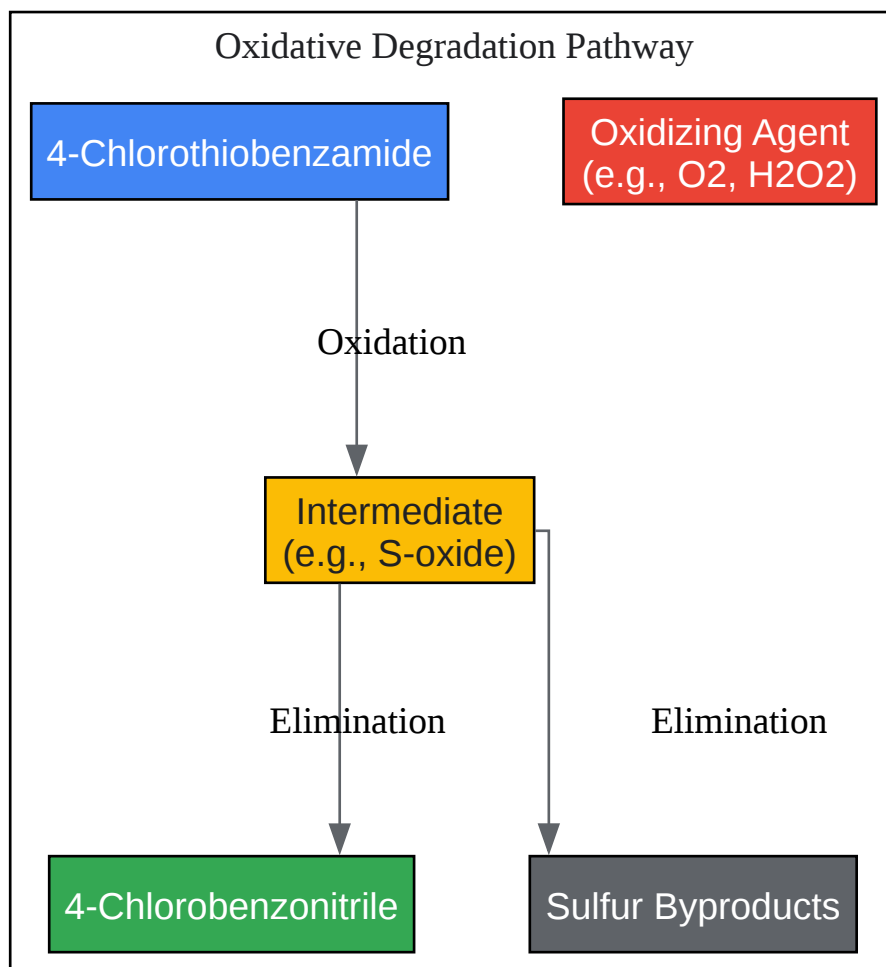 Oxidative Degradation Pathway
4-Chlorothiobenzamide
Oxidizing Agent
(e.g., O2, H2O2)
Oxidation
Intermediate
(e.g., S-oxide)
Elimination
Elimination
4-Chlorobenzonitrile
Sulfur Byproducts